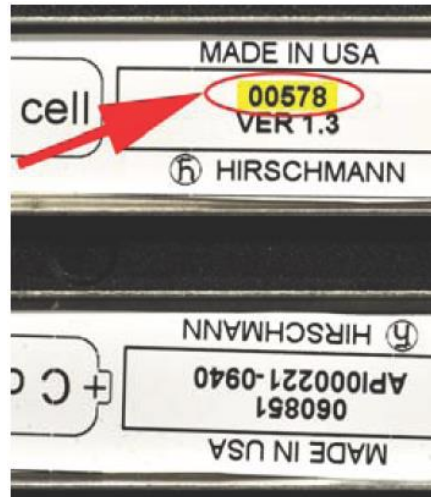 MADE IN USA
cell
00578
VER 1.3
HIRSCHMANN
MADE IN USA
060851
API000221-0940
+ C
HIRSCHMANN